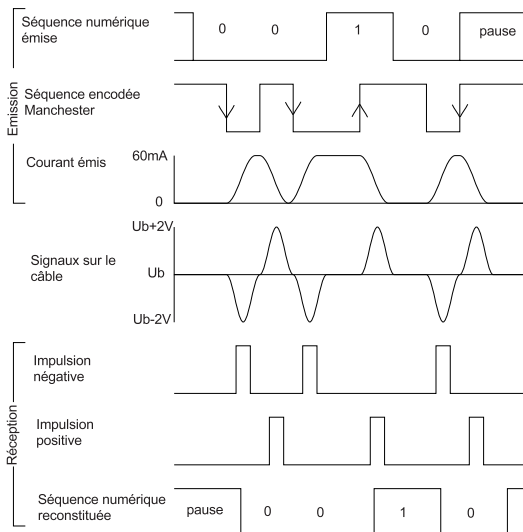 Séquence numérique
émise
0 0 1 0 pause
Emission
Séquence encodée
Manchester
Courant émis
60mA
0
Signaux sur le
câble
Ub+2V
Ub
Ub-2V
Réception
Impulsion
négative
Impulsion
positive
Séquence numérique
reconstituée
pause 0 0 1 0